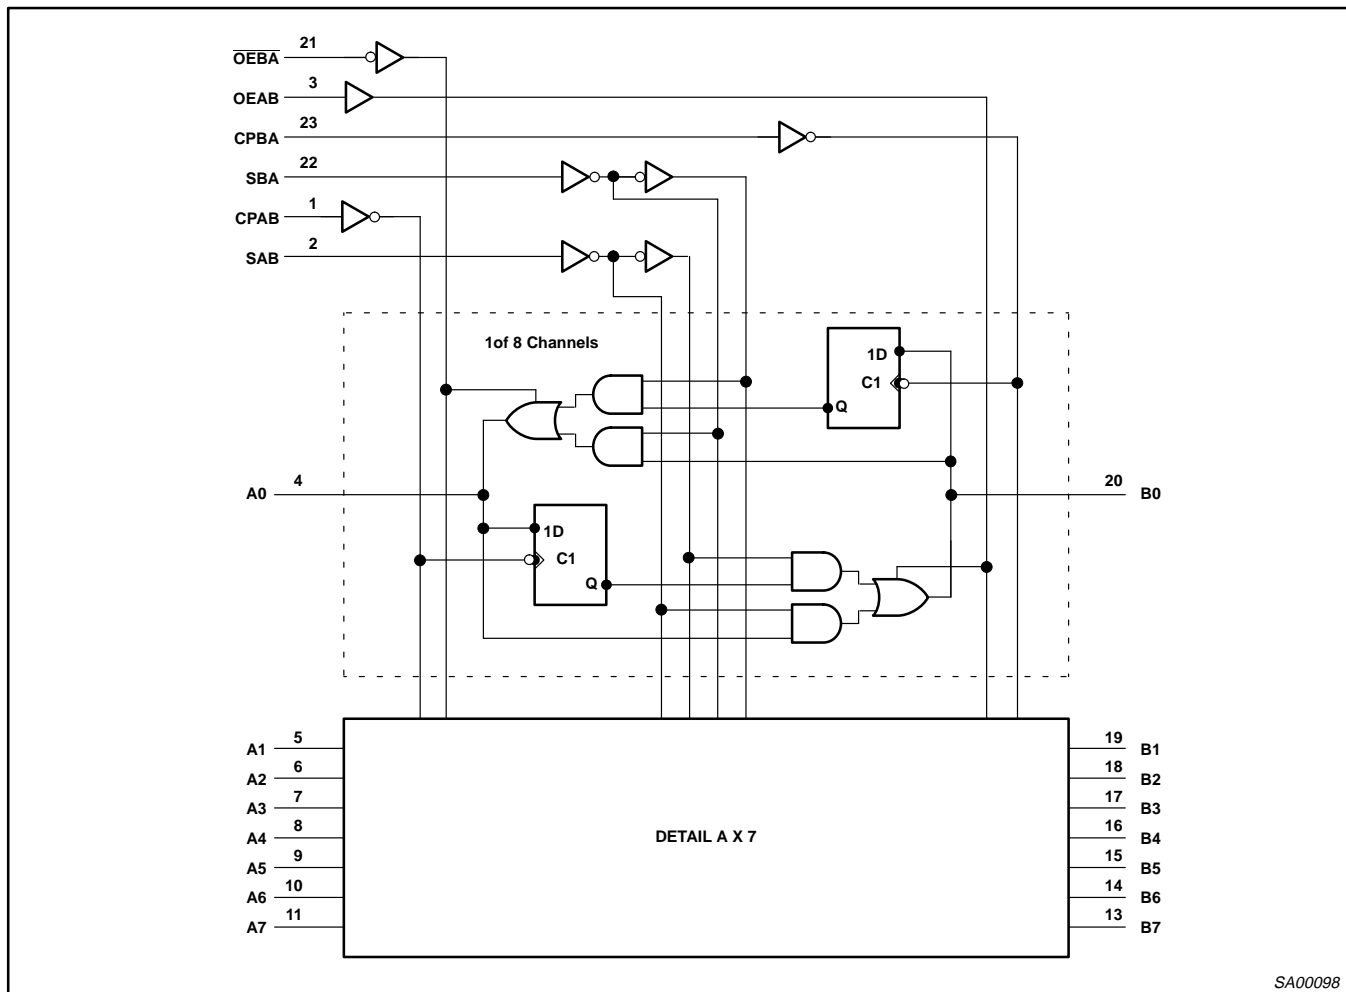 21
OEBA
3
OEAB
23
CPBA
22
SBA
1
CPAB
2
SAB
1of 8 Channels
1D
C1
Q
4
A0
20
B0
1D
C1
Q
5
A1
19
B1
6
A2
18
B2
7
A3
17
B3
8
A4
DETAIL A X 7
16
B4
9
A5
15
B5
10
A6
14
B6
11
A7
13
B7
SA00098